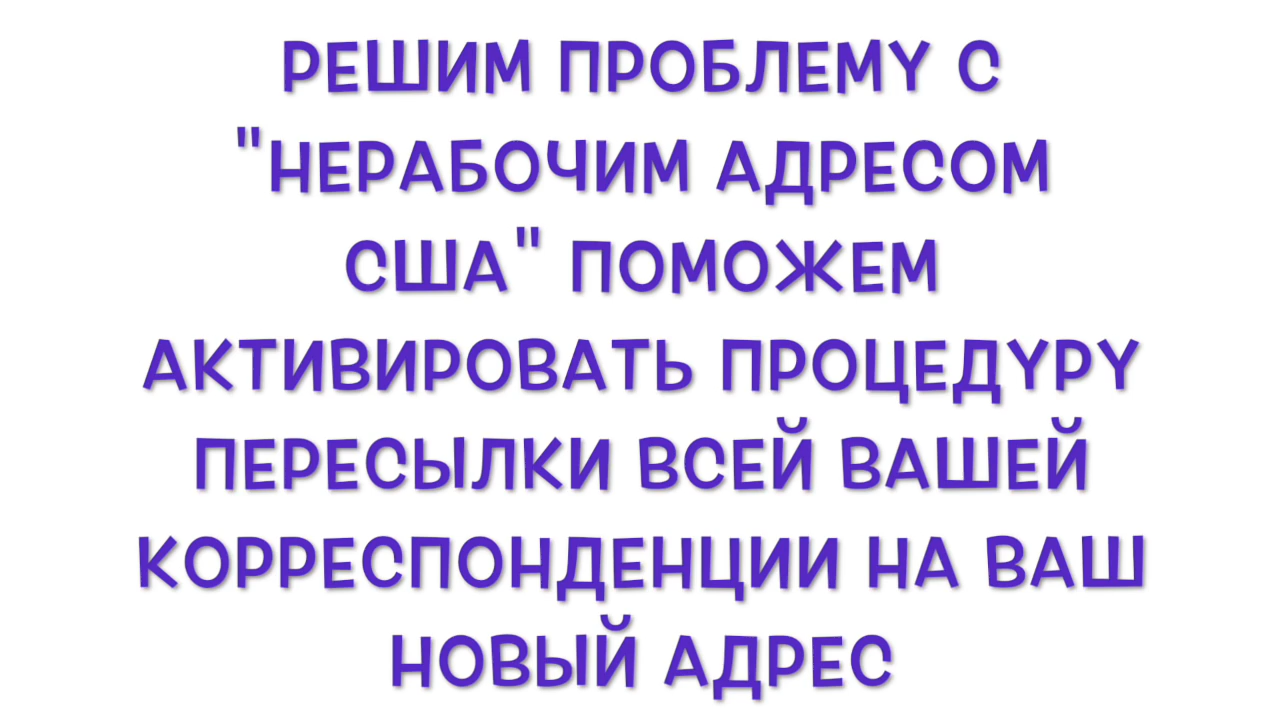 РЕШИМ ПРОБЛЕМУ С
"НЕРАБОЧИМ АДРЕСОМ
США" ПОМОЖЕМ
АКТИВИРОВАТЬ ПРОЦЕДУРУ
ПЕРЕСЫЛКИ ВСЕЙ ВАШЕЙ
КОРРЕСПОНДЕНЦИИ НА ВАШ
НОВЫЙ АДРЕС